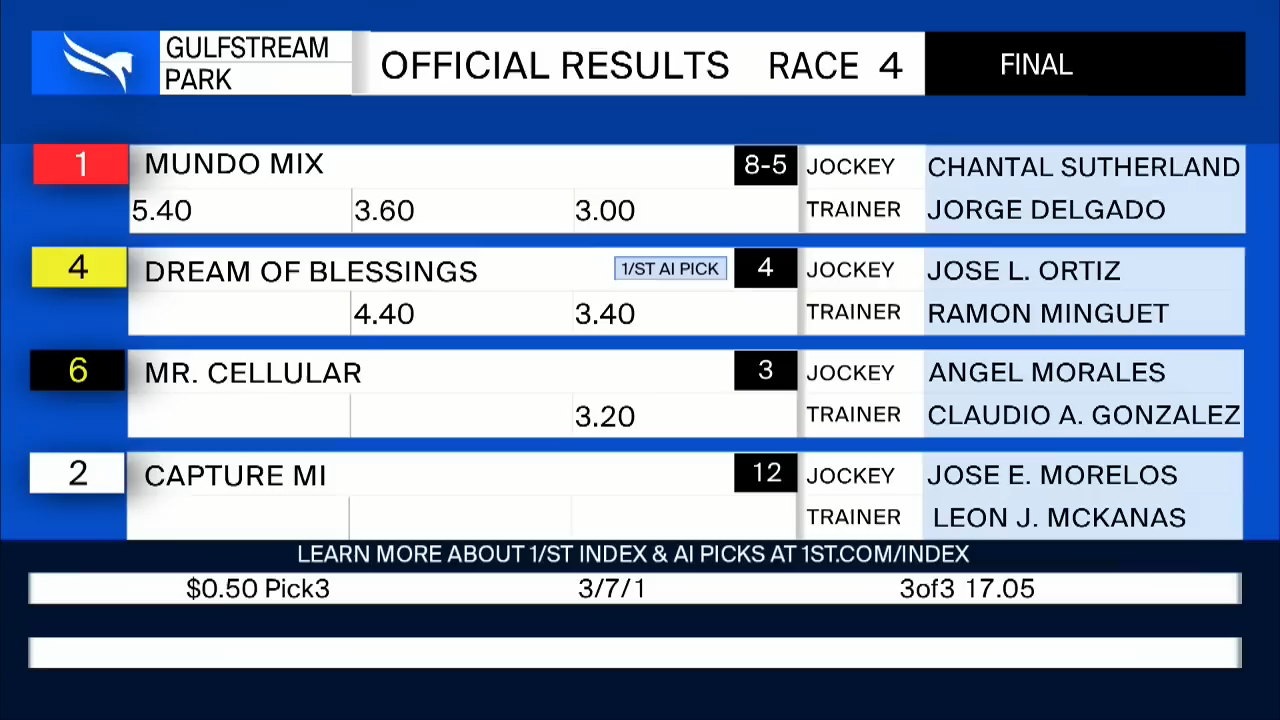 GULFSTREAM
PARK
OFFICIAL RESULTS RACE 4 FINAL
1 MUNDO MIX 8-5 JOCKEY CHANTAL SUTHERLAND
5.40 3.60 3.00 TRAINER JORGE DELGADO
4 DREAM OF BLESSINGS 1/ST AI PICK 4 JOCKEY JOSE L. ORTIZ
4.40 3.40 TRAINER RAMON MINGUET
6 MR. CELLULAR 3 JOCKEY ANGEL MORALES
3.20 TRAINER CLAUDIO A. GONZALEZ
2 CAPTURE MI 12 JOCKEY JOSE E. MORELOS
TRAINER LEON J. MCKANAS
LEARN MORE ABOUT 1/ST INDEX & AI PICKS AT 1ST.COM/INDEX
$0.50 Pick3 3/7/1 3of3 17.05